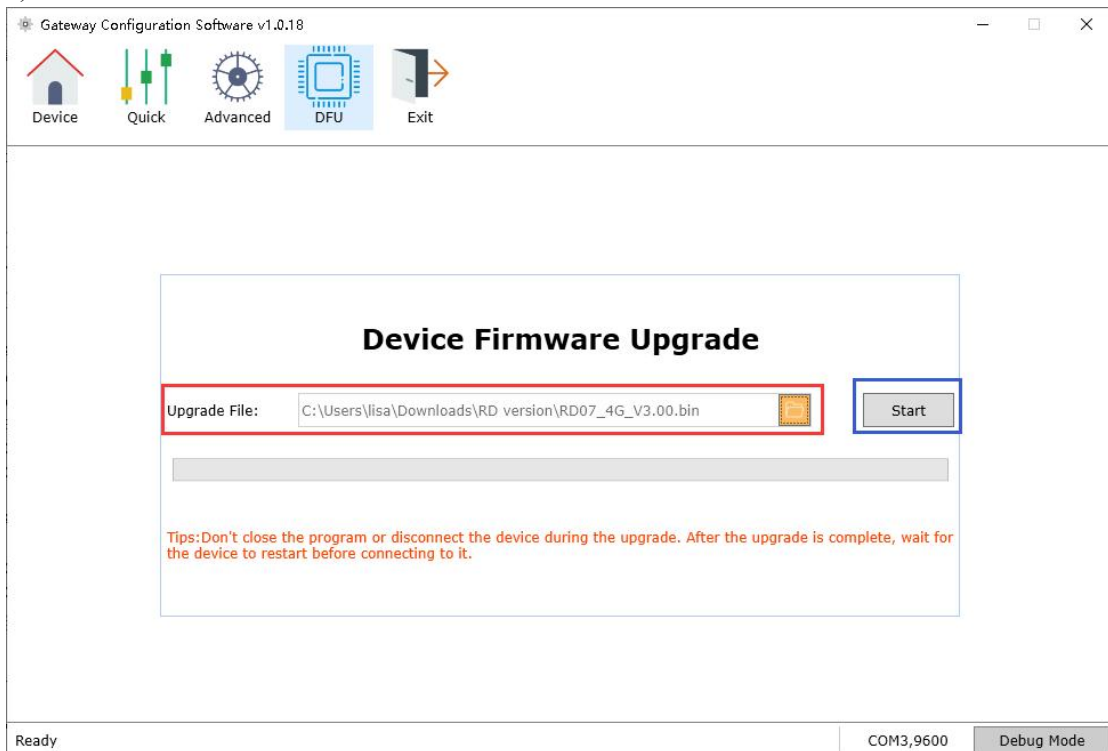 Gateway Configuration Software v1.0.18
Device Quick Advanced DFU Exit
Device Firmware Upgrade
Upgrade File: C:\Users\lisa\Downloads\RD version\RD07_4G_V3.00.bin Start
Tips:Don't close the program or disconnect the device during the upgrade. After the upgrade is complete, wait for
the device to restart before connecting to it.
Ready COM3,9600 Debug Mode